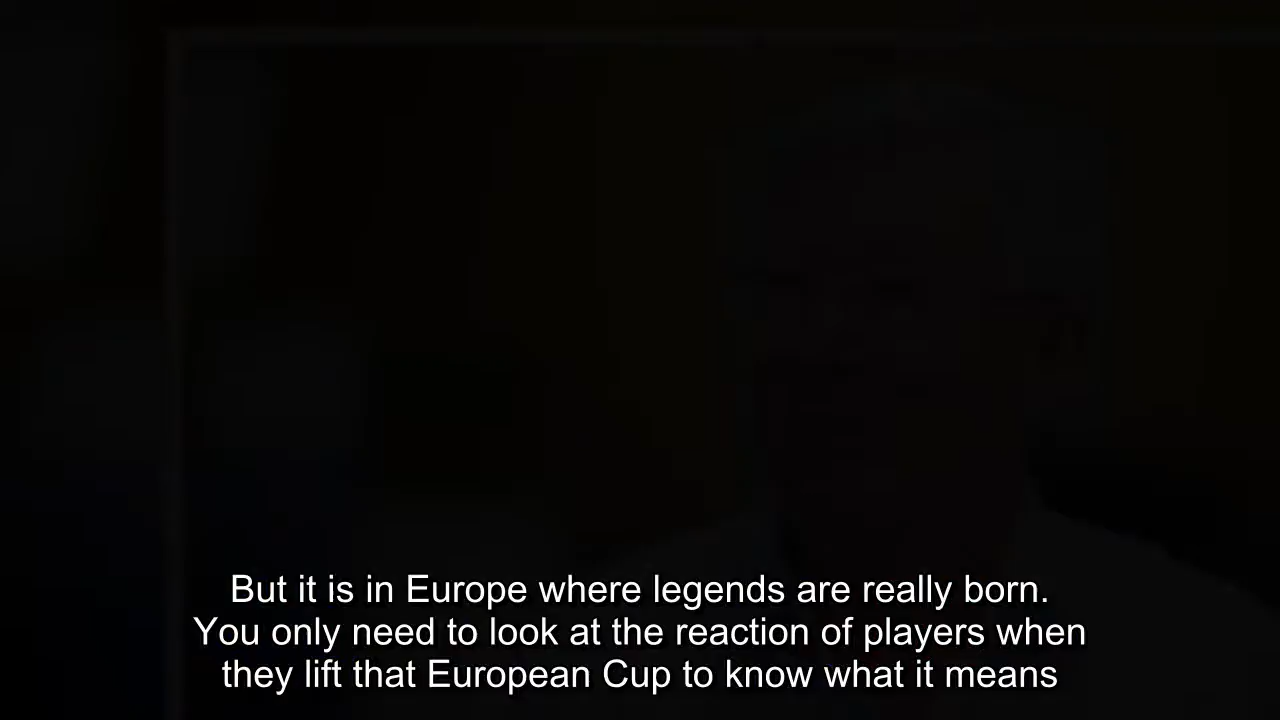 But it is in Europe where legends are really born.
You only need to look at the reaction of players when
they lift that European Cup to know what it means